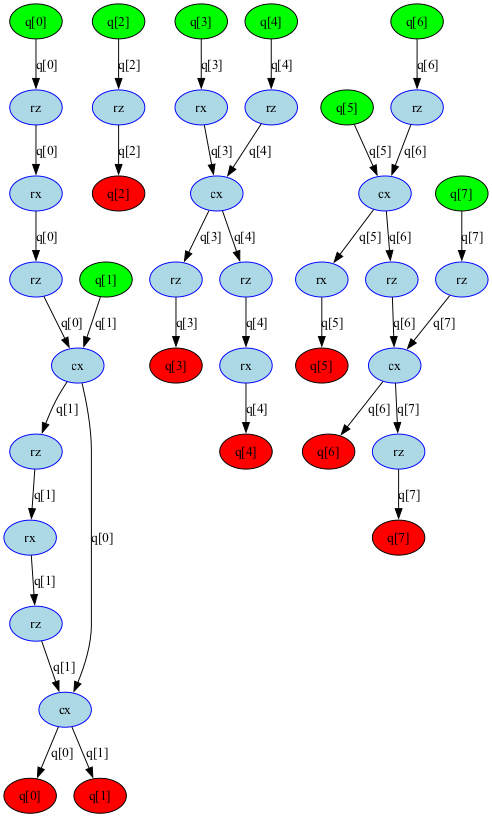 q[0] q[2] q[3] q[4] q[6]
q[0] q[2] q[3] q[4] q[6]
rz rz rx rz q[5] rz
q[0] q[2] q[3] q[4] q[5] q[6]
rx q[2] cx cx q[7]
q[0] q[3] q[4] q[5] q[6] q[7]
rz q[1] rz rz rx rz rz
q[0] q[1] q[3] q[4] q[5] q[6] q[7]
cx q[3] rx q[5] cx
q[1] q[4] q[6] q[7]
rz q[4] q[6] rz
q[1] q[7]
rx q[0] q[7]
q[1]
rz
q[1]
cx
q[0] q[1]
q[0] q[1]